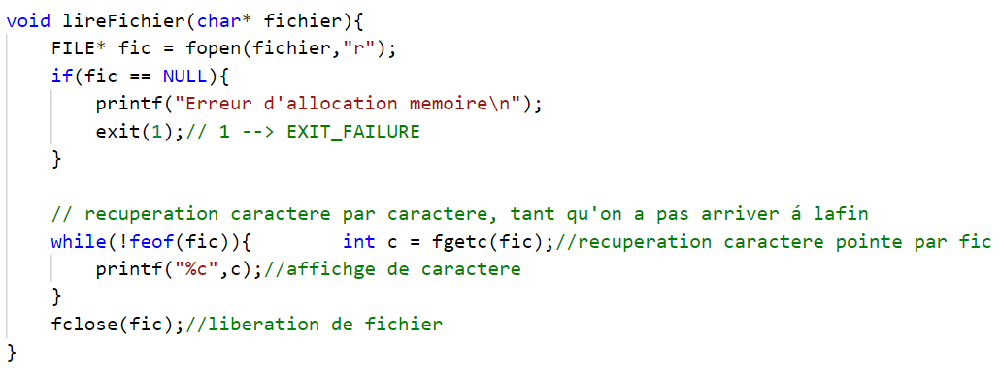 void lireFichier(char* fichier){
FILE* fic = fopen(fichier,"r");
if(fic == NULL){
printf("Erreur d'allocation memoire\n");
exit(1);// 1 --> EXIT_FAILURE
}
// recuperation caractere par caractere, tant qu'on a pas arriver á lafin
while(!feof(fic)){ int c = fgetc(fic);//recuperation caractere pointe par fic
printf("%c",c);//affichge de caractere
}
fclose(fic);//liberation de fichier
}